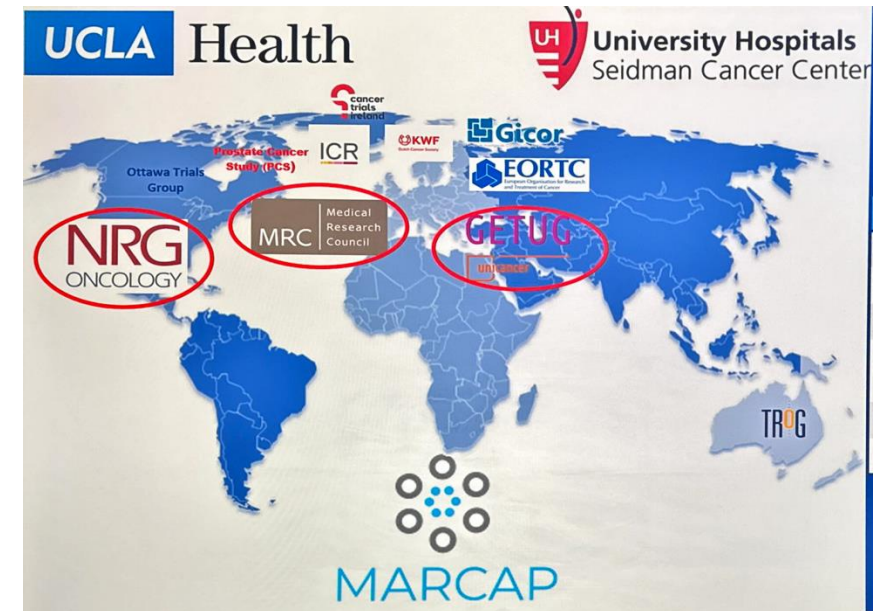 UCLA Health
UH University Hospitals
Seidman Cancer Center
cancer
trials
ireland
Prostate Cancer
Study (PCS)
ICR
KWF
Dutch Cancer Society
Gicor
EORTC
European Organisation for Research
and Treatment of Cancer
Ottawa Trials
Group
NRG
ONCOLOGY
MRC
Medical
Research
Council
GETUG
unicancer
TROG
MARCAP